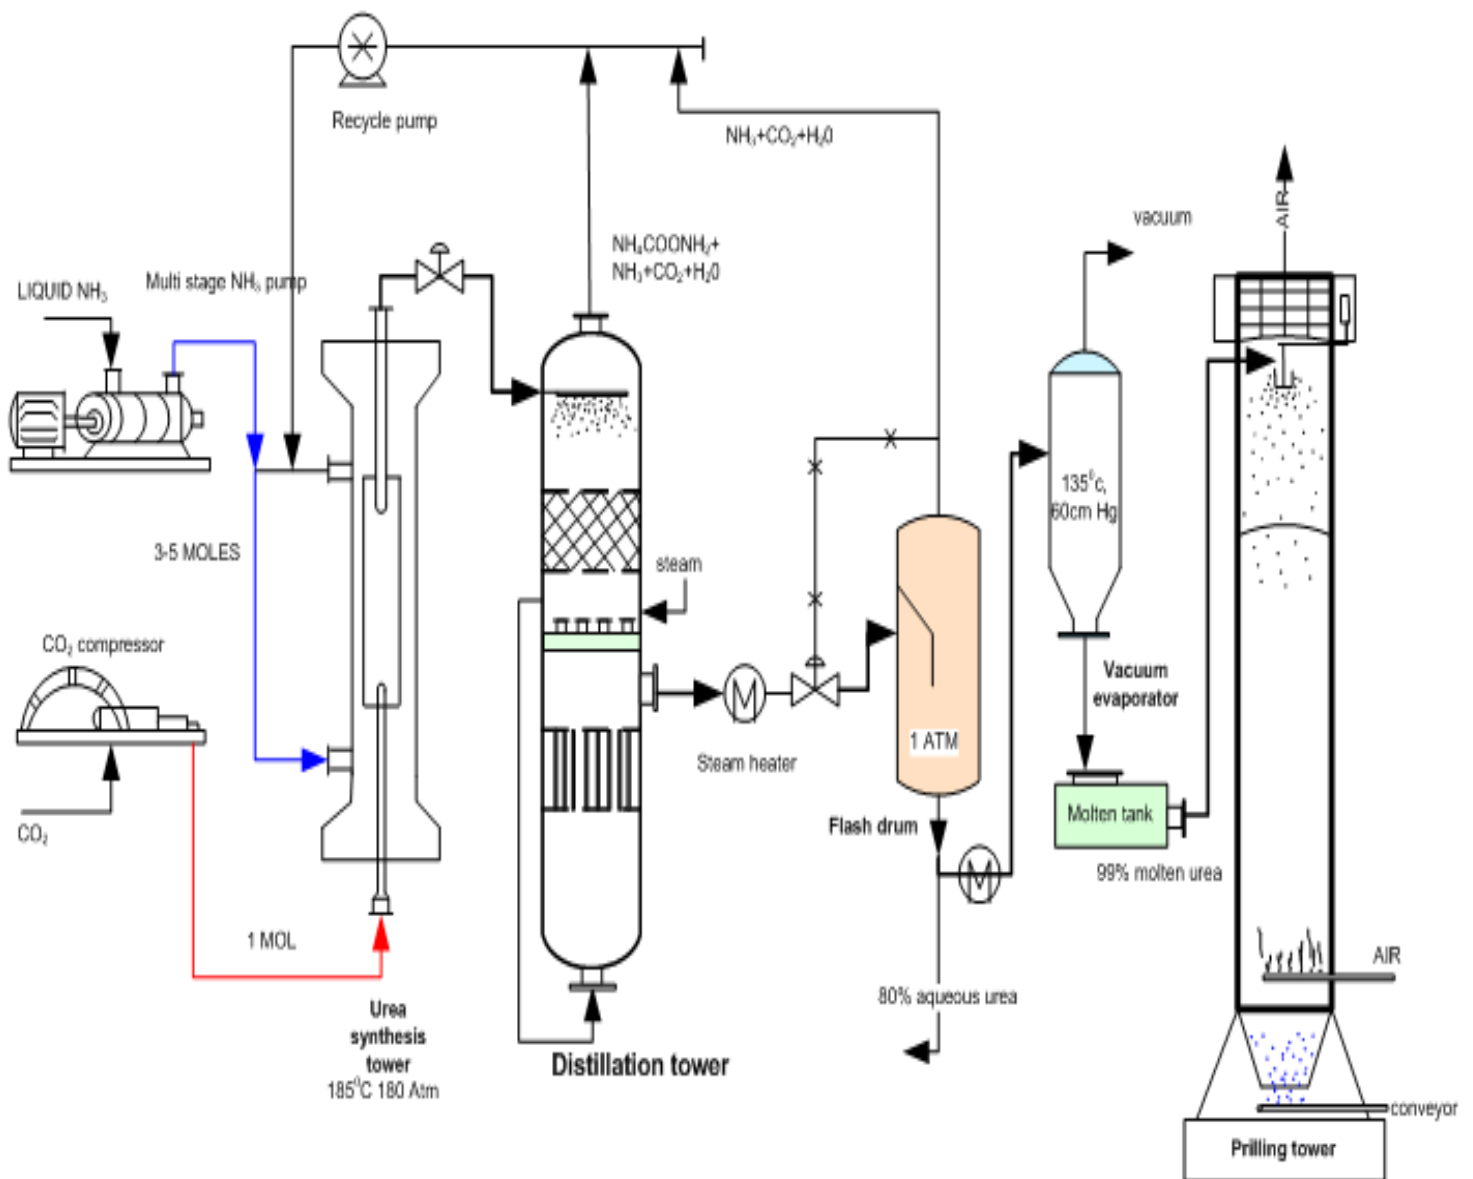 Recycle pump
NH₃+CO₂+H₂0
vacuum
AIR
NH₄COONH₂+
NH₃+CO₂+H₂0
LIQUID NH₃
Multi stage NH₃ pump
135⁰c,
60cm Hg
3-5 MOLES
steam
CO₂ compressor
Vacuum
evaporator
1 ATM
Steam heater
Molten tank
Flash drum
CO₂
99% molten urea
1 MOL
AIR
80% aqueous urea
Urea
synthesis
tower
185⁰C 180 Atm
Distillation tower
conveyor
Prilling tower